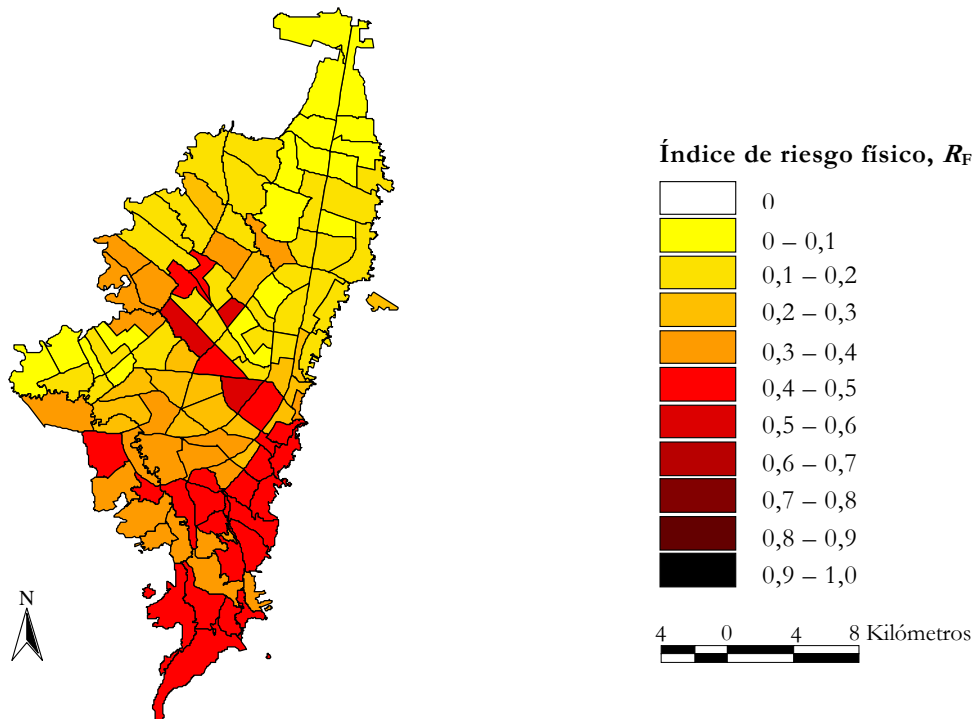 Índice de riesgo físico, RF
0
0 – 0,1
0,1 – 0,2
0,2 – 0,3
0,3 – 0,4
0,4 – 0,5
0,5 – 0,6
0,6 – 0,7
0,7 – 0,8
0,8 – 0,9
0,9 – 1,0
N
4 0 4 8 Kilómetros